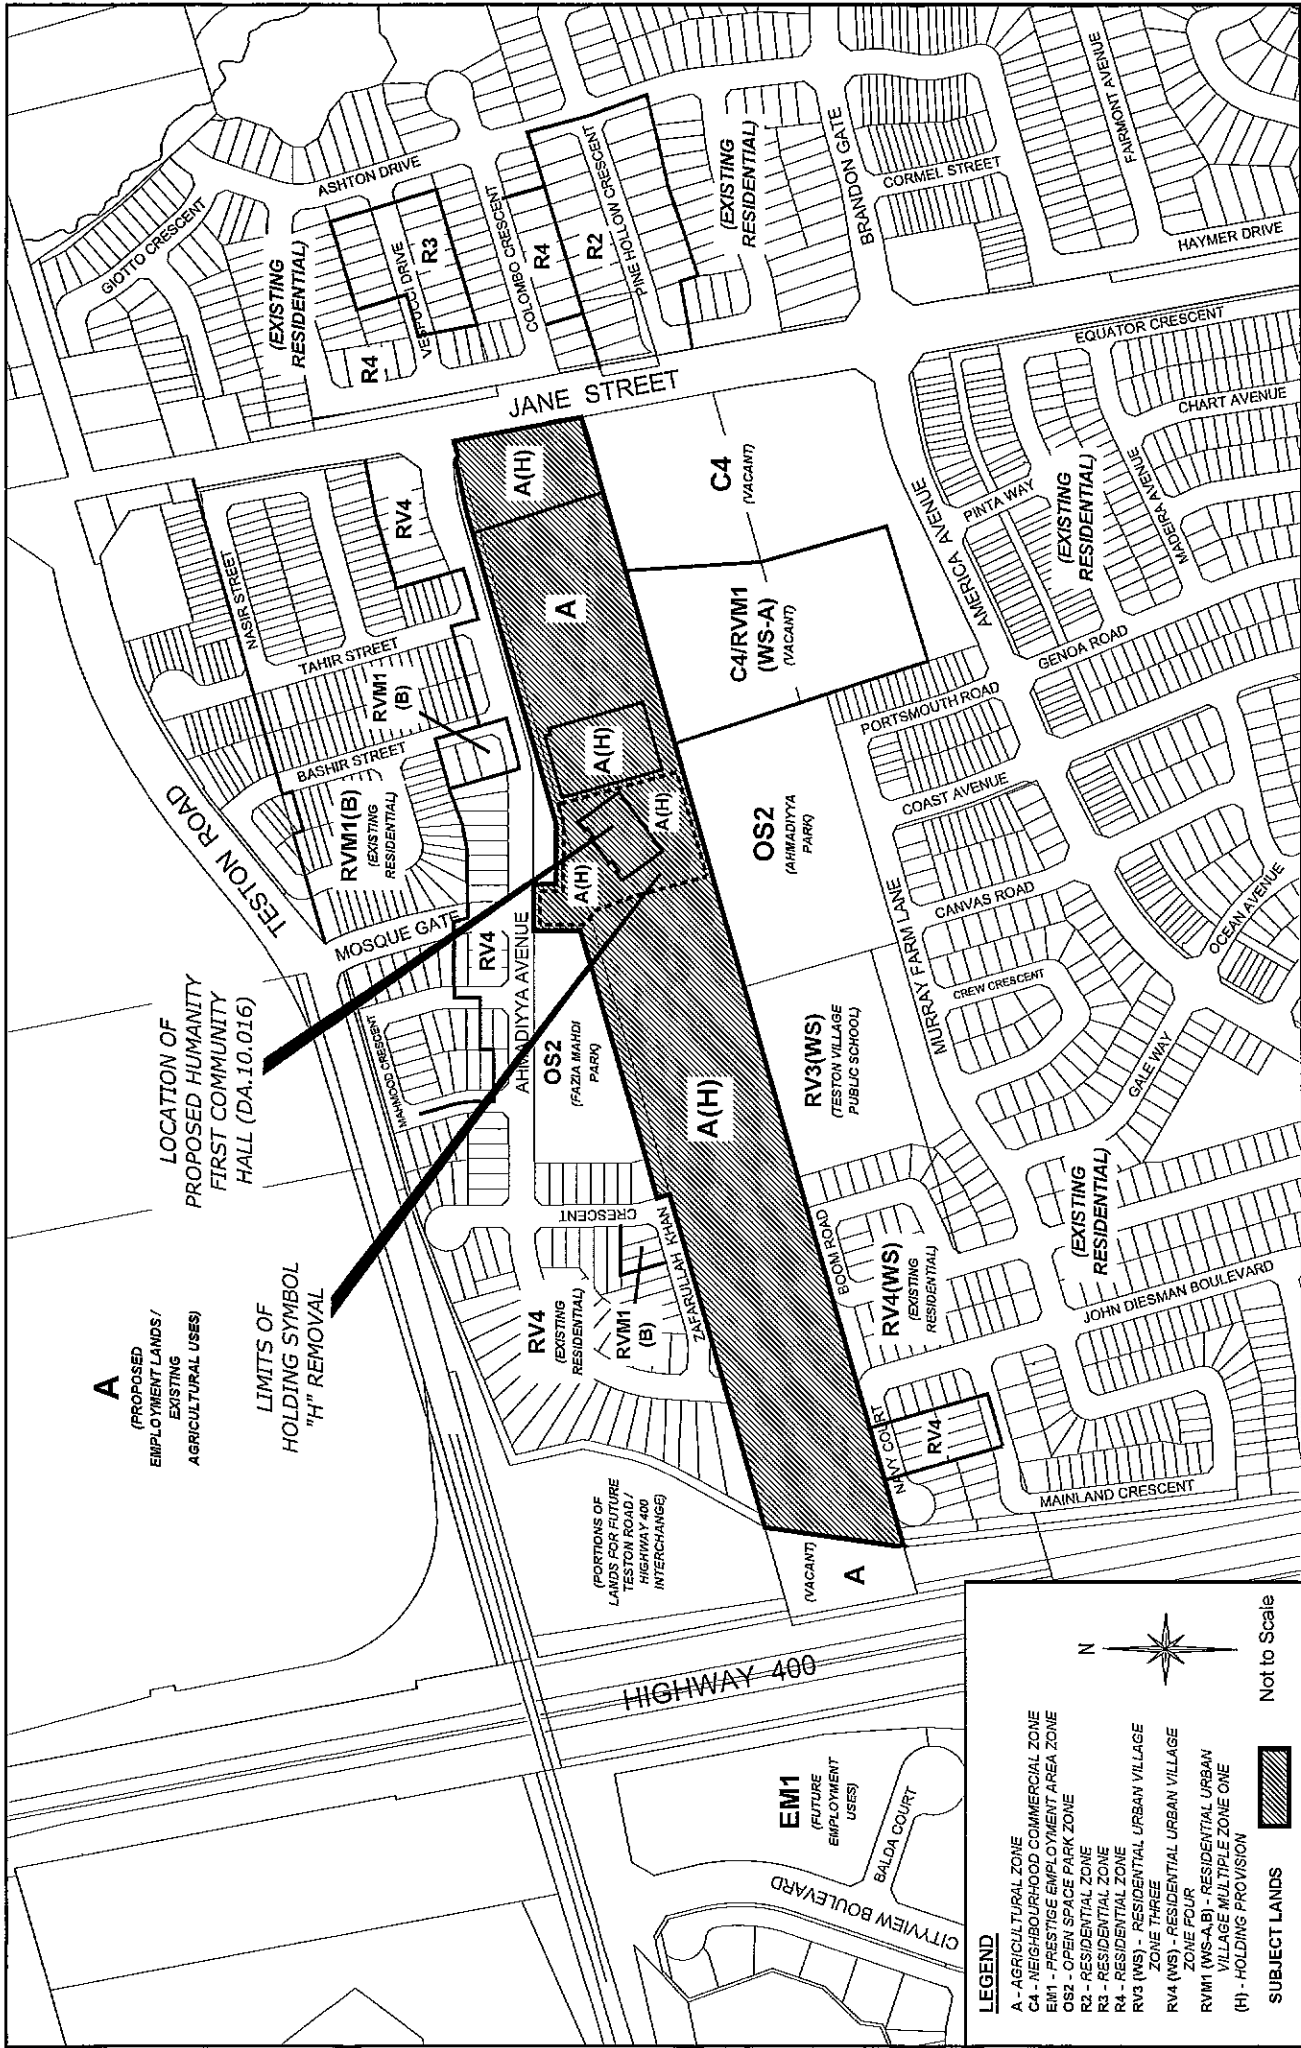 A
(PROPOSED
EMPLOYMENT LANDS/
EXISTING
AGRICULTURAL USES)
LOCATION OF
PROPOSED HUMANITY
FIRST COMMUNITY
HALL (DA.10.016)
LIMITS OF
HOLDING SYMBOL
"H" REMOVAL
TESTON ROAD
GIOTTO CRESCENT
ASHTON DRIVE
(EXISTING
RESIDENTIAL)
R4
VESPUCCI DRIVE
R3
COLOMBO CRESCENT
R4
R2
PINE HOLLOW CRESCENT
(EXISTING
RESIDENTIAL)
BRANDON GATE
CORMEL STREET
FAIRMONT AVENUE
HAYMER DRIVE
JANE STREET
NASIR STREET
RV4
TAHIR STREET
RVM1
(B)
BASHIR STREET
RVM1(B)
(EXISTING
RESIDENTIAL)
MOSQUE GATE
RV4
AHMADIYYA AVENUE
MAHMOOD CRESCENT
OS2
(FAZIA MAHDI
PARK)
CRESCENT
ZAFARULLAH KHAN
RV4
(EXISTING
RESIDENTIAL)
RVM1
(B)
A(H)
A
A(H)
A(H)
A(H)
A(H)
C4
(VACANT)
C4/RVM1
(WS-A)
(VACANT)
OS2
(AHMADIYYA
PARK)
RV3(WS)
(TESTON VILLAGE
PUBLIC SCHOOL)
BOOM ROAD
RV4(WS)
(EXISTING
RESIDENTIAL)
NAVY COURT
RV4
MAINLAND CRESCENT
JOHN DIESMAN BOULEVARD
(EXISTING
RESIDENTIAL)
GALE WAY
CREW CRESCENT
MURRAY FARM LANE
CANVAS ROAD
OCEAN AVENUE
COAST AVENUE
PORTSMOUTH ROAD
GENOA ROAD
AMERICA AVENUE
PINTA WAY
(EXISTING
RESIDENTIAL)
MADEIRA AVENUE
CHART AVENUE
EQUATOR CRESCENT
(PORTIONS OF
LANDS FOR FUTURE
TESTON ROAD /
HIGHWAY 400
INTERCHANGE)
(VACANT)
A
HIGHWAY 400
EM1
(FUTURE
EMPLOYMENT
USES)
BALDA COURT
CITYVIEW BOULEVARD
LEGEND
A - AGRICULTURAL ZONE
C4 - NEIGHBOURHOOD COMMERCIAL ZONE
EM1 - PRESTIGE EMPLOYMENT AREA ZONE
OS2 - OPEN SPACE PARK ZONE
R2 - RESIDENTIAL ZONE
R3 - RESIDENTIAL ZONE
R4 - RESIDENTIAL ZONE
RV3 (WS) - RESIDENTIAL URBAN VILLAGE
ZONE THREE
RV4 (WS) - RESIDENTIAL URBAN VILLAGE
ZONE FOUR
RVM1 (WS-A,B) - RESIDENTIAL URBAN
VILLAGE MULTIPLE ZONE ONE
(H) - HOLDING PROVISION
SUBJECT LANDS
N
Not to Scale